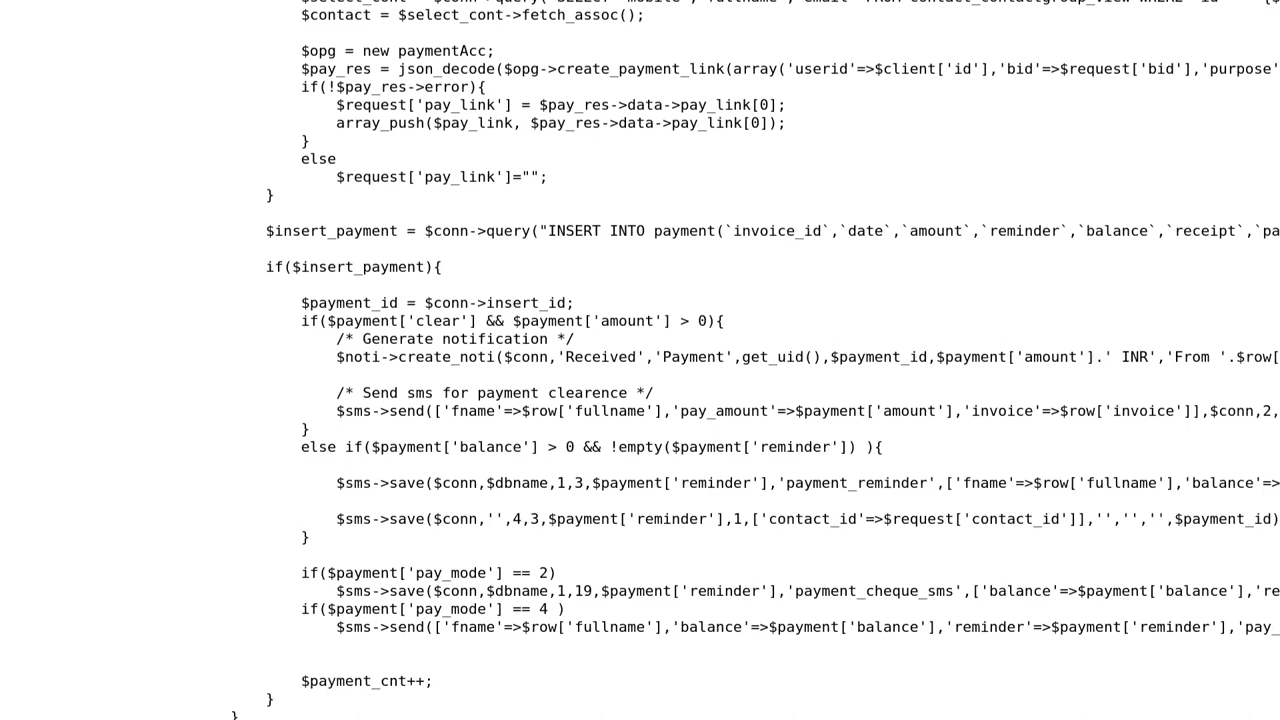 $contact = $select_cont->fetch_assoc();
$opg = new paymentAcc;
$pay_res = json_decode($opg->create_payment_link(array('userid'=>$client['id'],'bid'=>$request['bid'],'purpose'
if(!$pay_res->error){
$request['pay_link'] = $pay_res->data->pay_link[0];
array_push($pay_link, $pay_res->data->pay_link[0]);
}
else
$request['pay_link']="";
}
$insert_payment = $conn->query("INSERT INTO payment(`invoice_id`,`date`,`amount`,`reminder`,`balance`,`receipt`,`pa
if($insert_payment){
$payment_id = $conn->insert_id;
if($payment['clear'] && $payment['amount'] > 0){
/* Generate notification */
$noti->create_noti($conn,'Received','Payment',get_uid(),$payment_id,$payment['amount'].' INR','From '.$row[
/* Send sms for payment clearence */
$sms->send(['fname'=>$row['fullname'],'pay_amount'=>$payment['amount'],'invoice'=>$row['invoice']],$conn,2,
}
else if($payment['balance'] > 0 && !empty($payment['reminder']) ){
$sms->save($conn,$dbname,1,3,$payment['reminder'],'payment_reminder',['fname'=>$row['fullname'],'balance'=>
$sms->save($conn,'',4,3,$payment['reminder'],1,['contact_id'=>$request['contact_id']],'','','',$payment_id)
}
if($payment['pay_mode'] == 2)
$sms->save($conn,$dbname,1,19,$payment['reminder'],'payment_cheque_sms',['balance'=>$payment['balance'],'re
if($payment['pay_mode'] == 4 )
$sms->send(['fname'=>$row['fullname'],'balance'=>$payment['balance'],'reminder'=>$payment['reminder'],'pay_
$payment_cnt++;
}
}